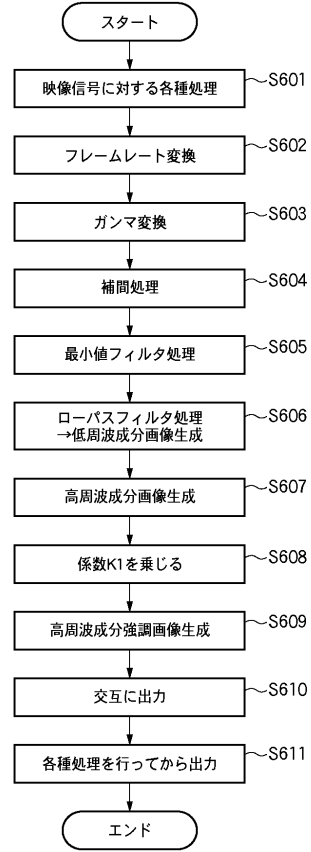 スタート
映像信号に対する各種処理
S601
フレームレート変換
S602
ガンマ変換
S603
補間処理
S604
最小値フィルタ処理
S605
ローパスフィルタ処理
→低周波成分画像生成
S606
高周波成分画像生成
S607
係数K1を乗じる
S608
高周波成分強調画像生成
S609
交互に出力
S610
各種処理を行ってから出力
S611
エンド